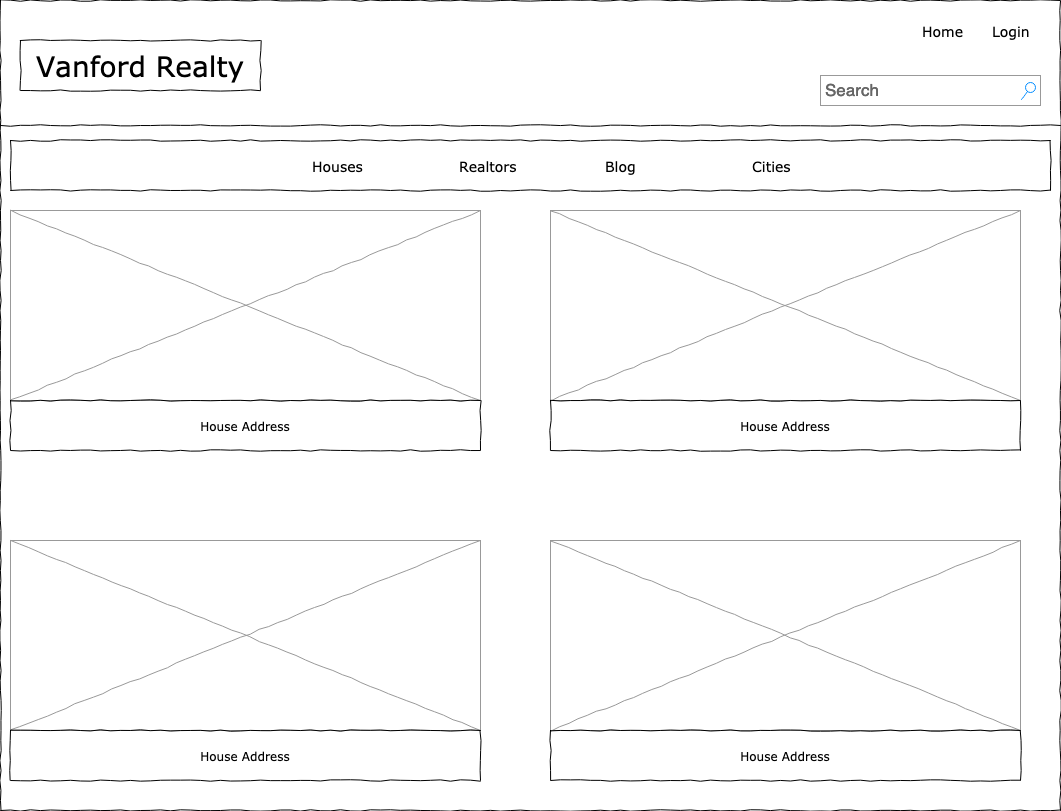 Home Login
Vanford Realty
Search
Houses Realtors Blog Cities
House Address
House Address
House Address
House Address